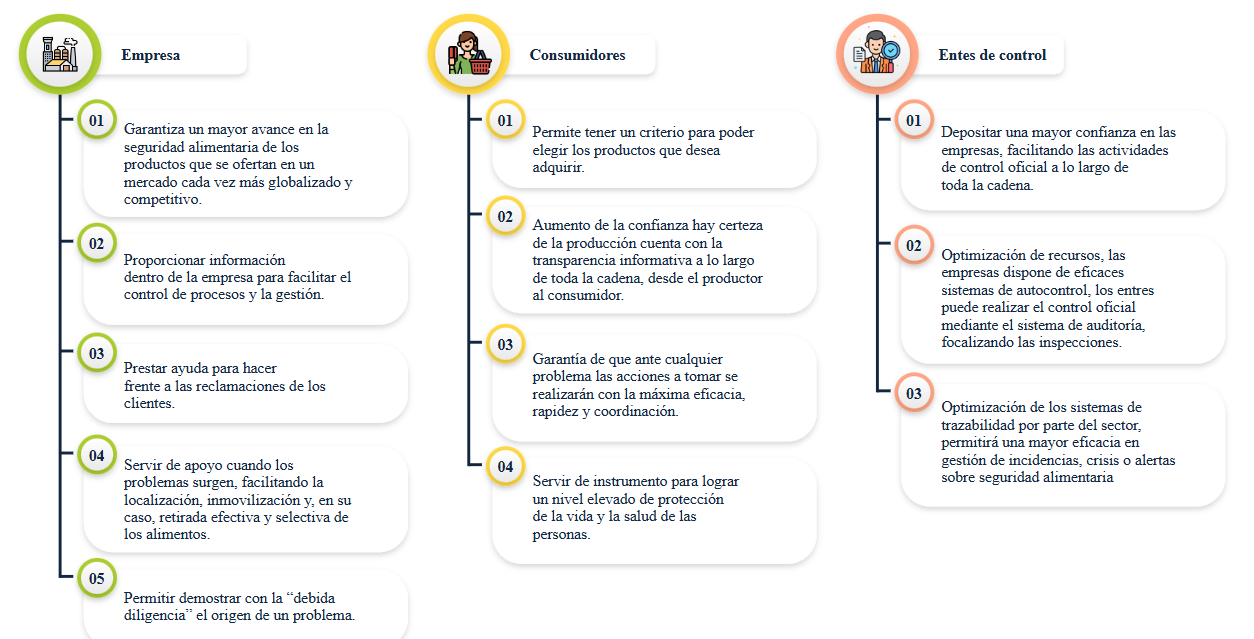 Empresa
01
Garantiza un mayor avance en la
seguridad alimentaria de los
productos que se ofertan en un
mercado cada vez más globalizado y
competitivo.
02
Proporcionar información
dentro de la empresa para facilitar el
control de procesos y la gestión.
03
Prestar ayuda para hacer
frente a las reclamaciones de los
clientes.
04
Servir de apoyo cuando los
problemas surgen, facilitando la
localización, inmovilización y, en su
caso, retirada efectiva y selectiva de
los alimentos.
05
Permitir demostrar con la “debida
diligencia” el origen de un problema.
Consumidores
01
Permite tener un criterio para poder
elegir los productos que desea
adquirir.
02
Aumento de la confianza hay certeza
de la producción cuenta con la
transparencia informativa a lo largo
de toda la cadena, desde el productor
al consumidor.
03
Garantía de que ante cualquier
problema las acciones a tomar se
realizarán con la máxima eficacia,
rapidez y coordinación.
04
Servir de instrumento para lograr
un nivel elevado de protección
de la vida y la salud de las
personas.
Entes de control
01
Depositar una mayor confianza en las
empresas, facilitando las actividades
de control oficial a lo largo de
toda la cadena.
02
Optimización de recursos, las
empresas dispone de eficaces
sistemas de autocontrol, los entres
puede realizar el control oficial
mediante el sistema de auditoría,
focalizando las inspecciones.
03
Optimización de los sistemas de
trazabilidad por parte del sector,
permitirá una mayor eficacia en
gestión de incidencias, crisis o alertas
sobre seguridad alimentaria